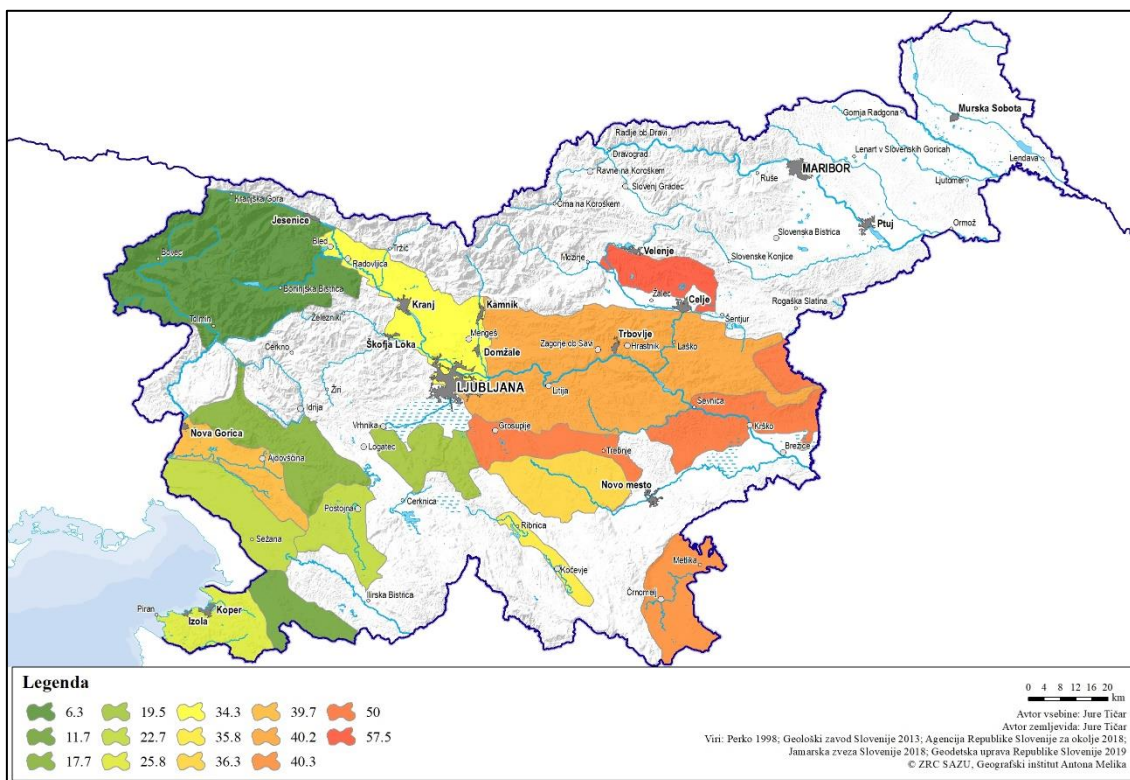 Gornja Radgona
Murska Sobota
Radlje ob Dravi
Dravograd
Lenart v Slovenskih Goricah
Lendava
Ravne na Koroškem
MARIBOR
Ruše
Ljutomer
Slovenj Gradec
Kranjska Gora
Črna na Koroškem
Jesenice
Ptuj
Ormož
Slovenska Bistrica
Bled
Tržič
Velenje
Bovec
Radovljica
Mozirje
Slovenske Konjice
Bohinjska Bistrica
Žalec
Celje
Rogaška Slatina
Kranj
Kamnik
Tolmin
Železniki
Šentjur
Trbovlje
Cerkno
Škofja Loka
Mengeš
Zagorje ob Savi
Hrastnik
Laško
Domžale
LJUBLJANA
Žiri
Litija
Idrija
Sevnica
Nova Gorica
Vrhnika
Grosuplje
Krško
Logatec
Trebnje
Brežice
Ajdovščina
Novo mesto
Cerknica
Postojna
Ribnica
Sežana
Metlika
Kočevje
Ilirska Bistrica
Črnomelj
Piran
Koper
Izola
Legenda
6.3 19.5 34.3 39.7 50
11.7 22.7 35.8 40.2 57.5
17.7 25.8 36.3 40.3
0 4 8 12 16 20
km
Avtor vsebine: Jure Tičar
Avtor zemljevida: Jure Tičar
Viri: Perko 1998; Geološki zavod Slovenije 2013; Agencija Republike Slovenije za okolje 2018;
Jamarska zveza Slovenije 2018; Geodetska uprava Republike Slovenije 2019
© ZRC SAZU, Geografski inštitut Antona Melika